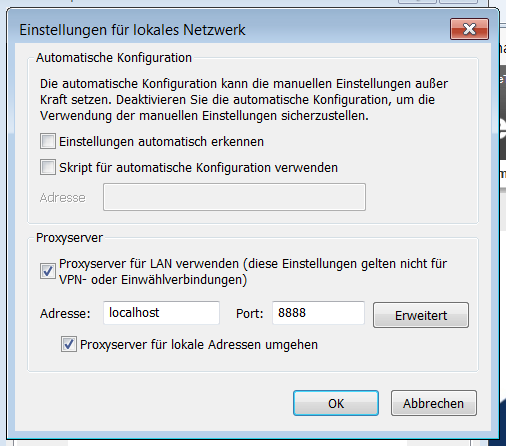 Einstellungen für lokales Netzwerk
Automatische Konfiguration
Die automatische Konfiguration kann die manuellen Einstellungen außer
Kraft setzen. Deaktivieren Sie die automatische Konfiguration, um die
Verwendung der manuellen Einstellungen sicherzustellen.
Einstellungen automatisch erkennen
Skript für automatische Konfiguration verwenden
Adresse
Proxyserver
Proxyserver für LAN verwenden (diese Einstellungen gelten nicht für
VPN- oder Einwählverbindungen)
Adresse: localhost Port: 8888 Erweitert
Proxyserver für lokale Adressen umgehen
OK Abbrechen